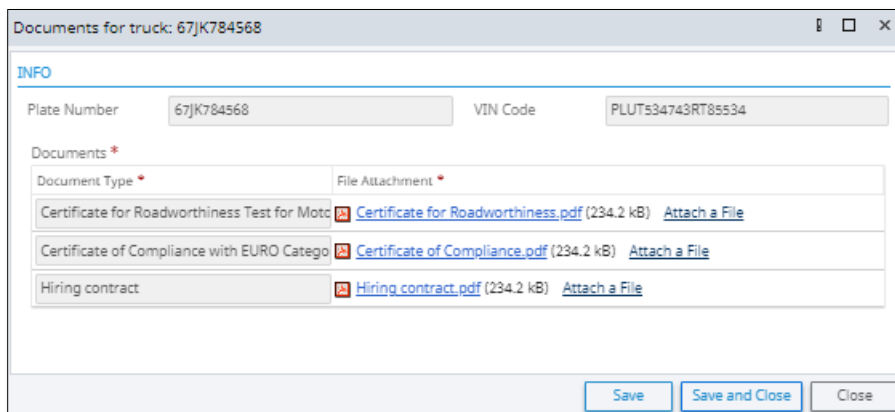 Documents for truck: 67JK784568
INFO
Plate Number 67JK784568 VIN Code PLUT534743RT85534
Documents *
Document Type * File Attachment *
Certificate for Roadworthiness Test for Motc Certificate for Roadworthiness.pdf (234.2 kB) Attach a File
Certificate of Compliance with EURO Catego Certificate of Compliance.pdf (234.2 kB) Attach a File
Hiring contract Hiring contract.pdf (234.2 kB) Attach a File
Save Save and Close Close